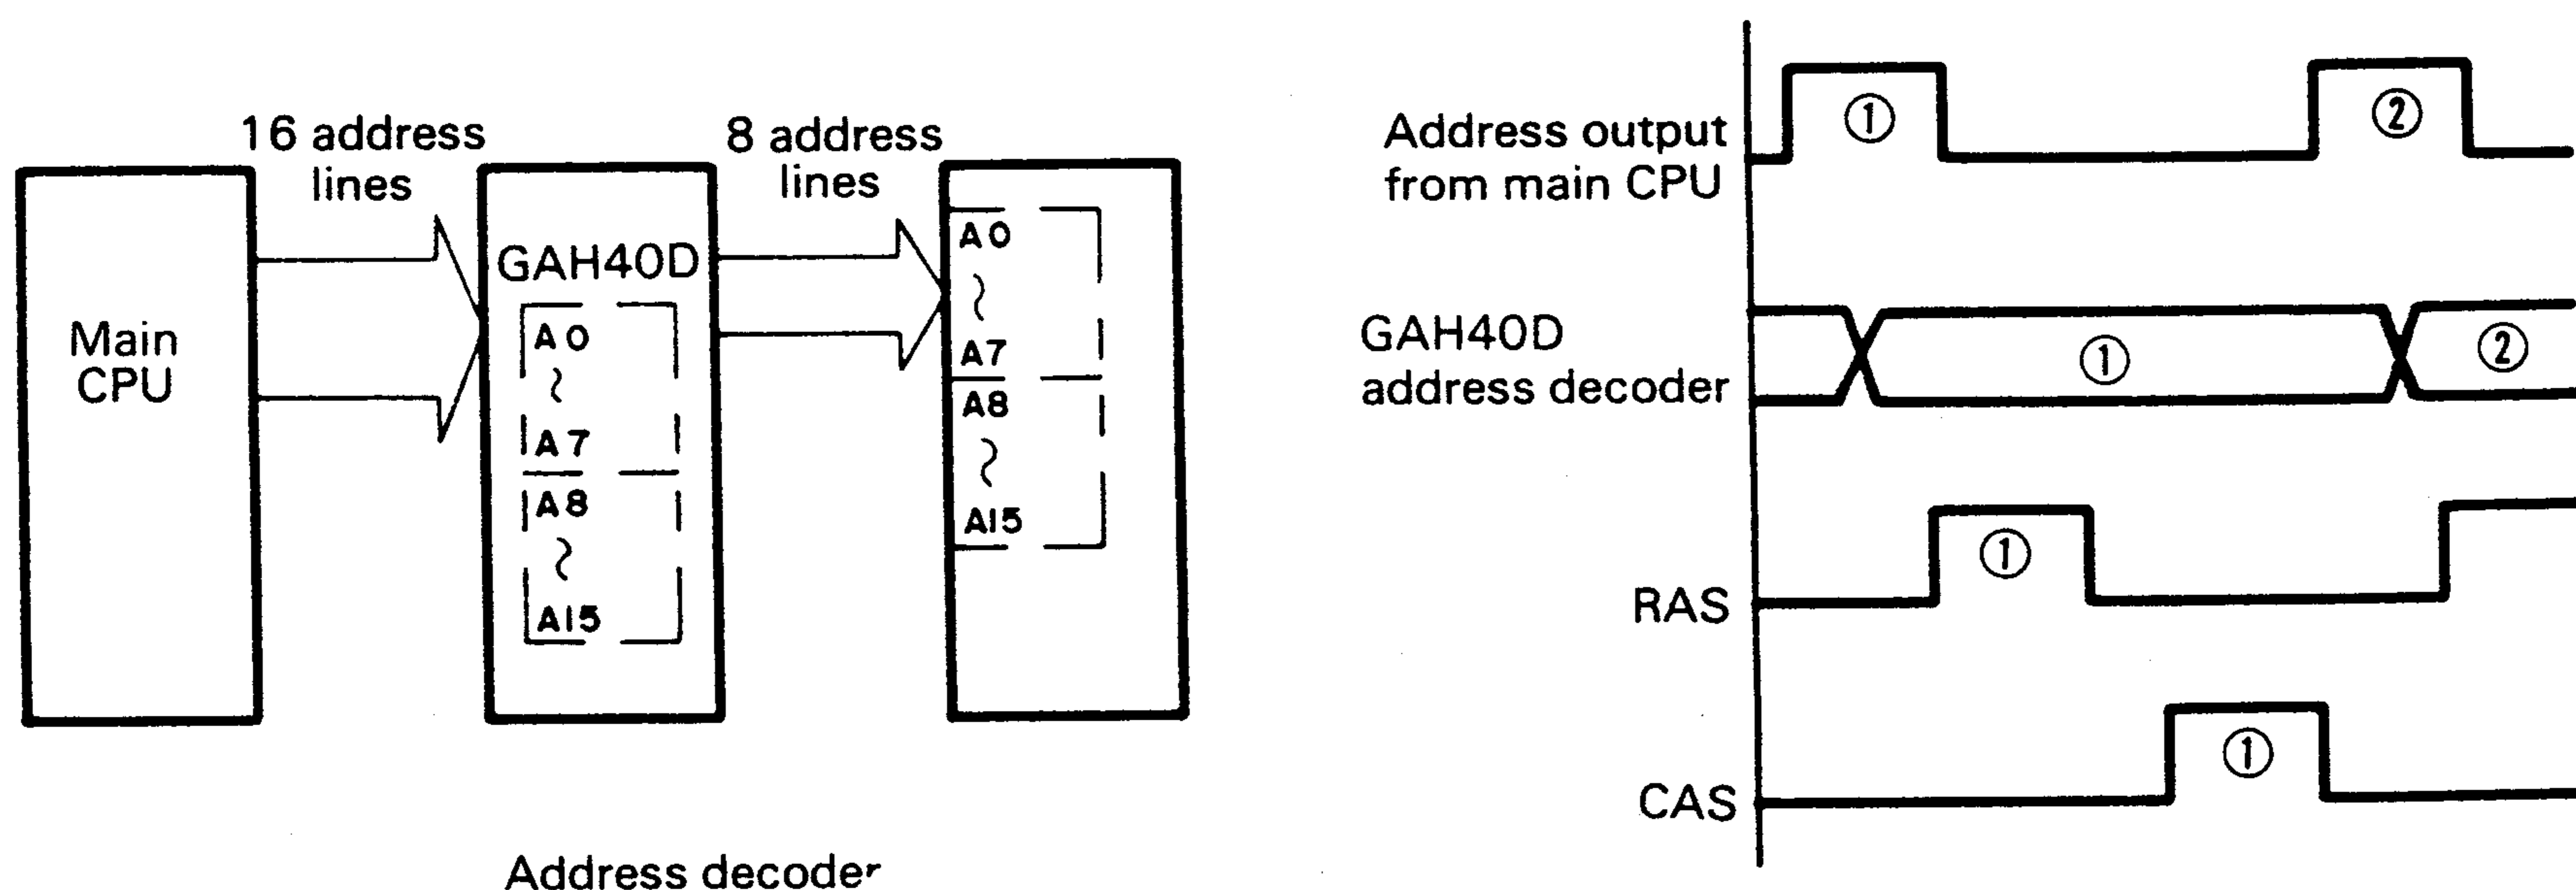 16 address
lines
8 address
lines
Main
CPU
GAH40D
A0
~
A7
A8
~
A15
A0
~
A7
A8
~
A15
Address decoder
Address output
from main CPU
① ②
GAH40D
address decoder
① ②
RAS
①
CAS
①